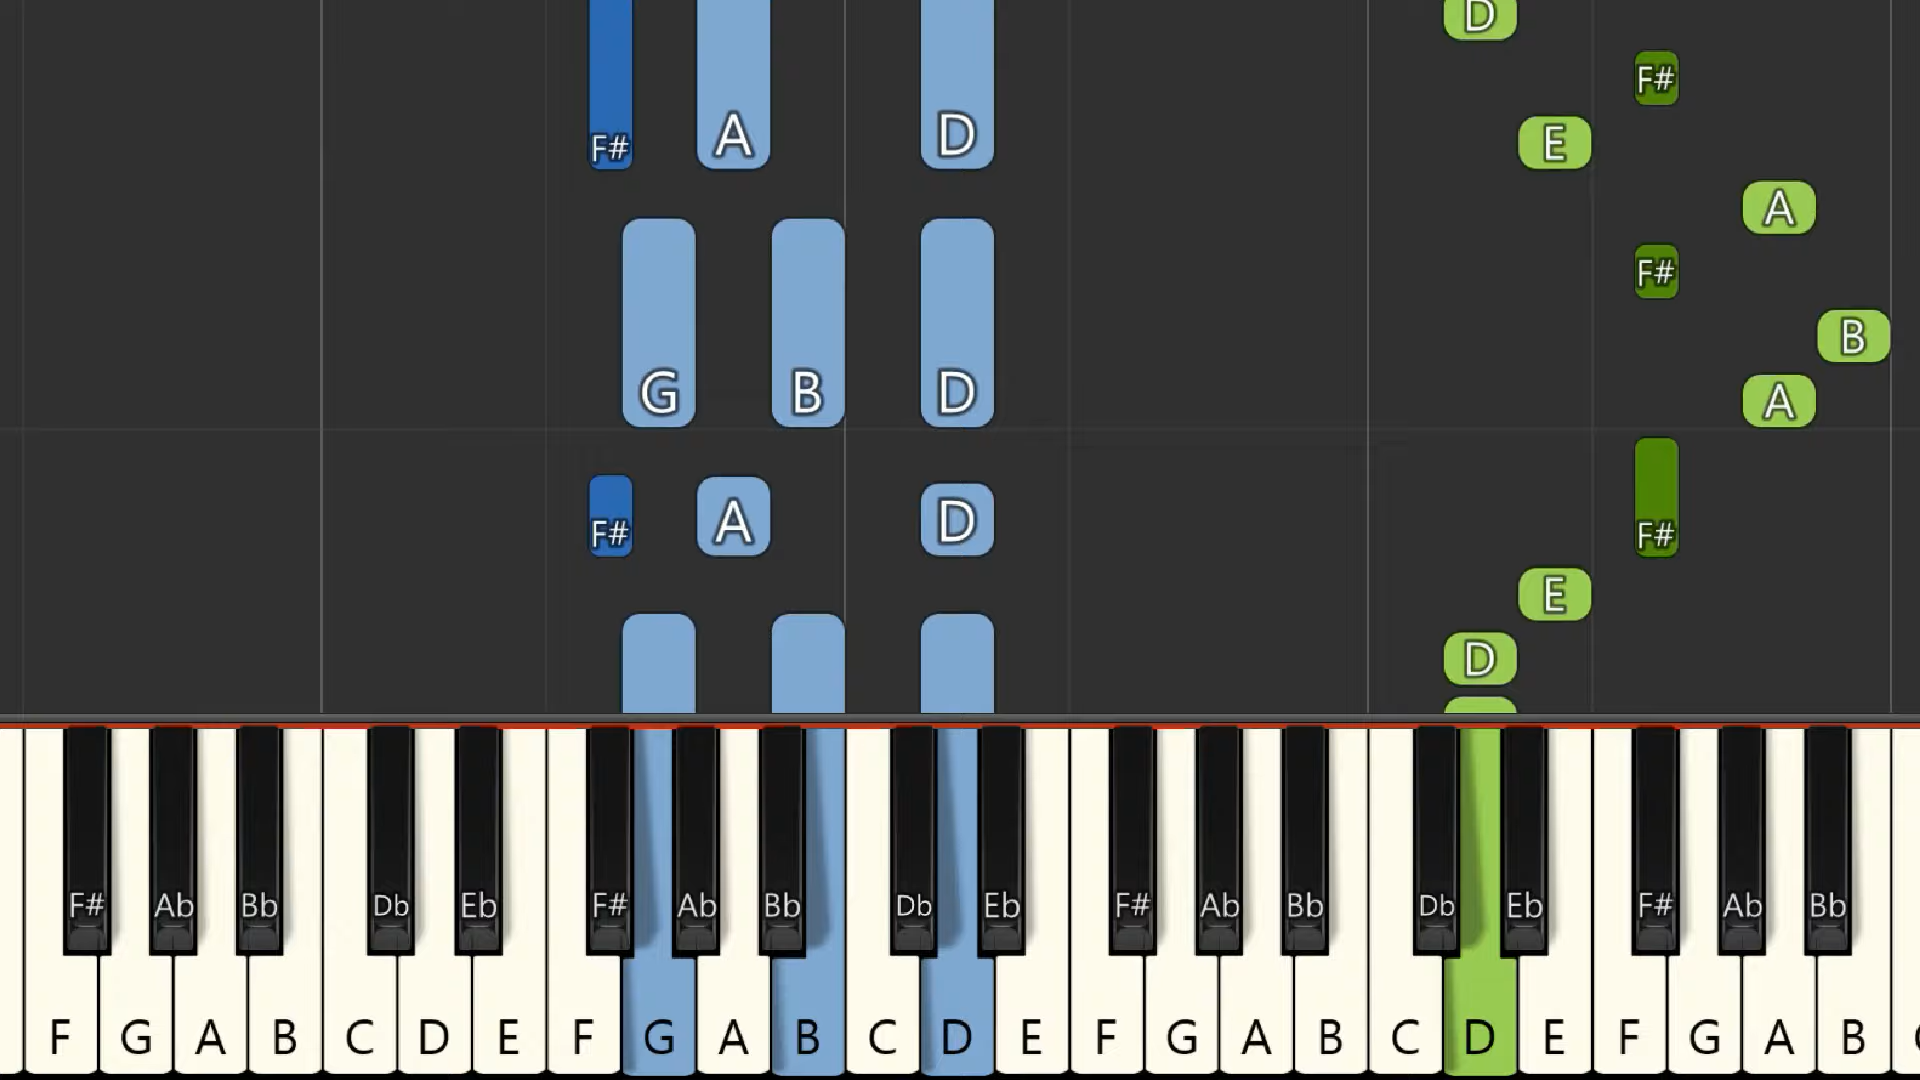 D
F#
F# A D E
A
F#
B
G B D A
F# A D F#
E
D
F# Ab Bb Db Eb F# Ab Bb Db Eb F# Ab Bb Db Eb F# Ab Bb
F G A B C D E F G A B C D E F G A B C D E F G A B